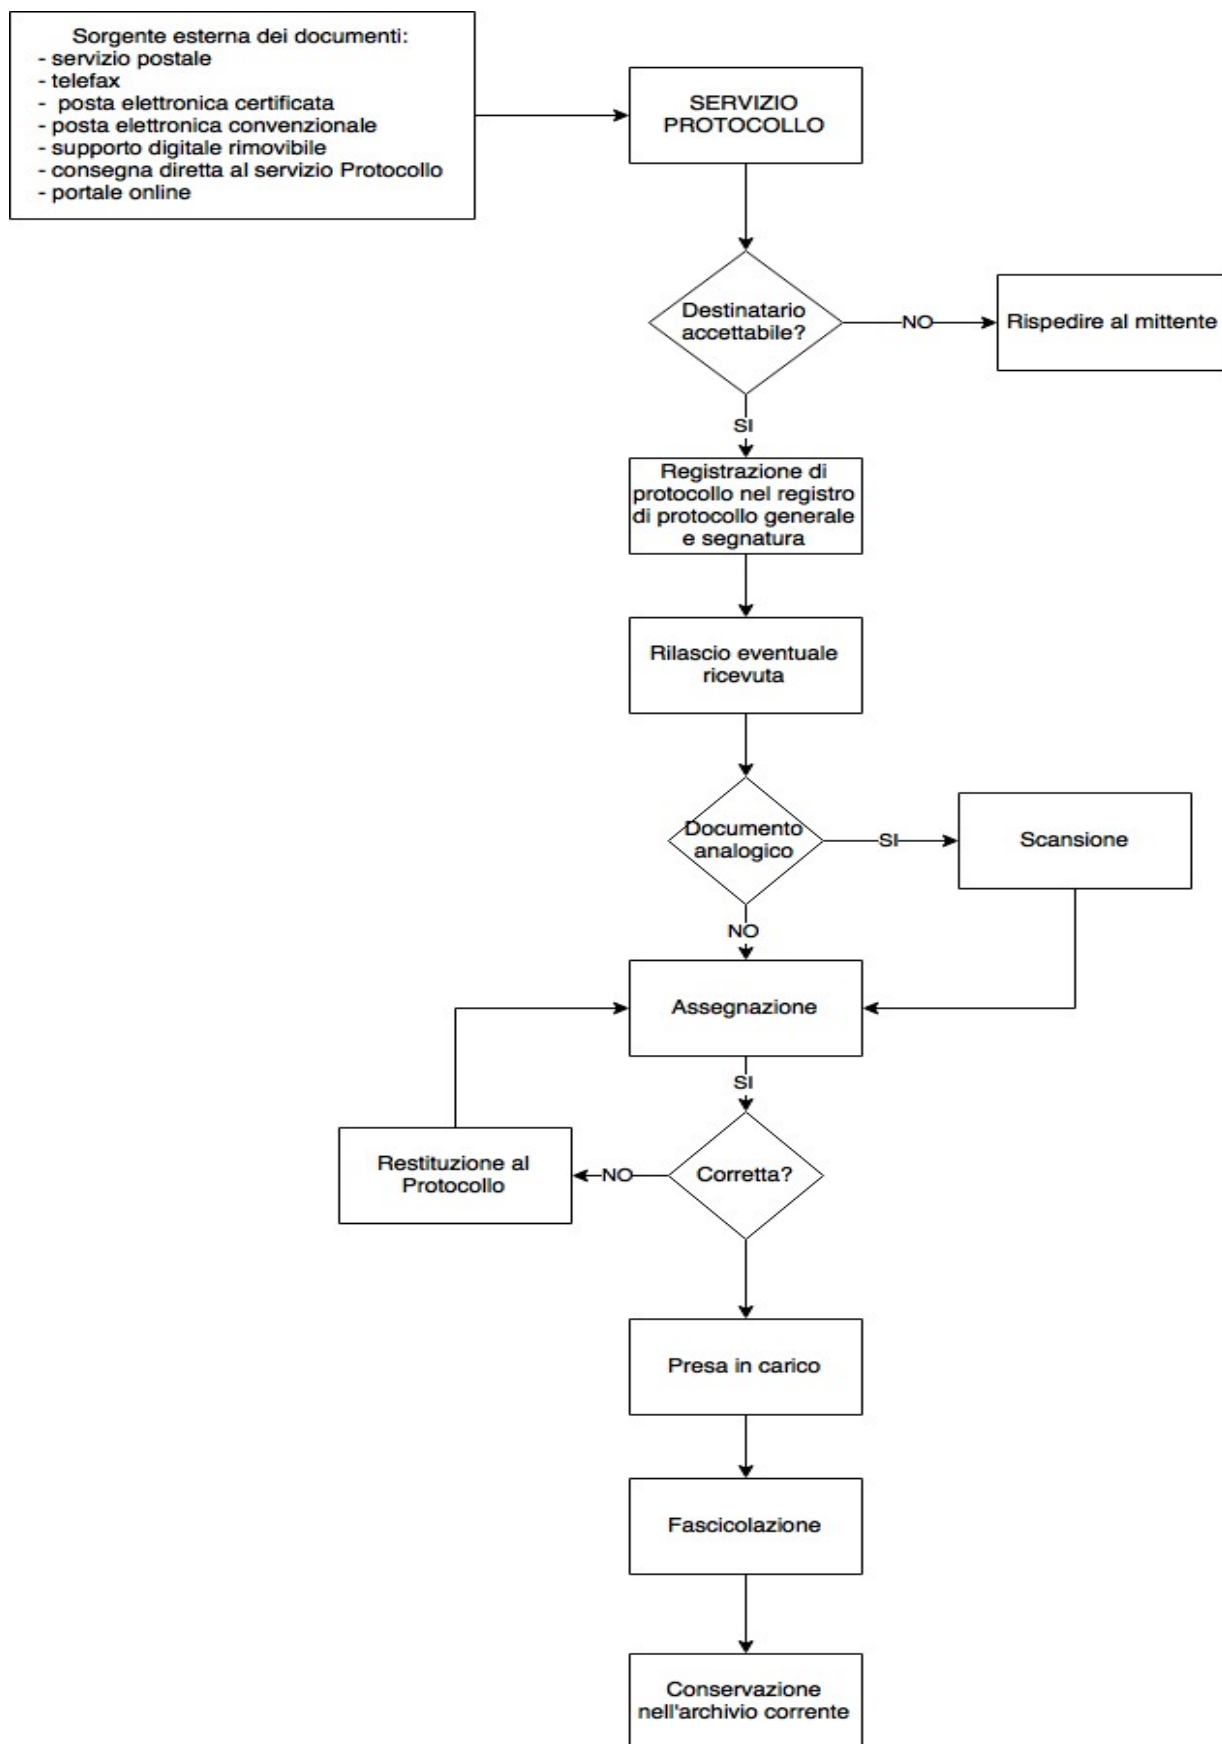 Sorgente esterna dei documenti:
- servizio postale
- telefax
- posta elettronica certificata
- posta elettronica convenzionale
- supporto digitale rimovibile
- consegna diretta al servizio Protocollo
- portale online
SERVIZIO
PROTOCOLLO
Destinatario
accettabile?
NO
Rispedire al mittente
SI
Registrazione di
protocollo nel registro
di protocollo generale
e segnatura
Rilascio eventuale
ricevuta
Documento
analogico
SI
Scansione
NO
Assegnazione
SI
Corretta?
NO
Restituzione al
Protocollo
Presa in carico
Fascicolazione
Conservazione
nell'archivio corrente